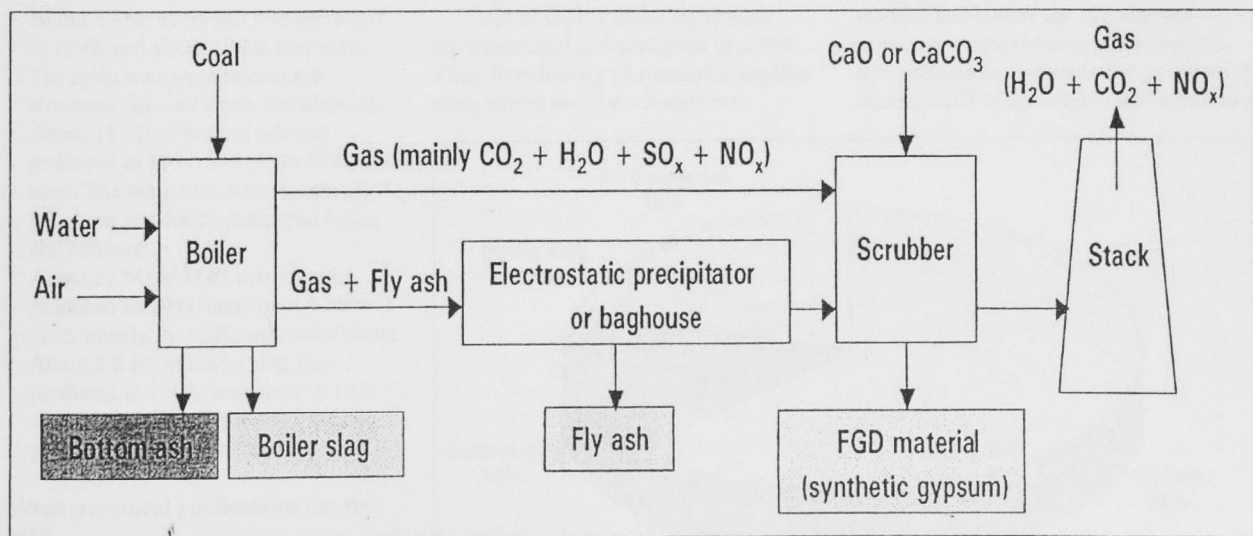 Coal
CaO or CaCO₃
Gas
(H₂O + CO₂ + NOₓ)
Gas (mainly CO₂ + H₂O + SOₓ + NOₓ)
Water
Air
Boiler
Gas + Fly ash
Electrostatic precipitator
or baghouse
Scrubber
Stack
Bottom ash
Boiler slag
Fly ash
FGD material
(synthetic gypsum)